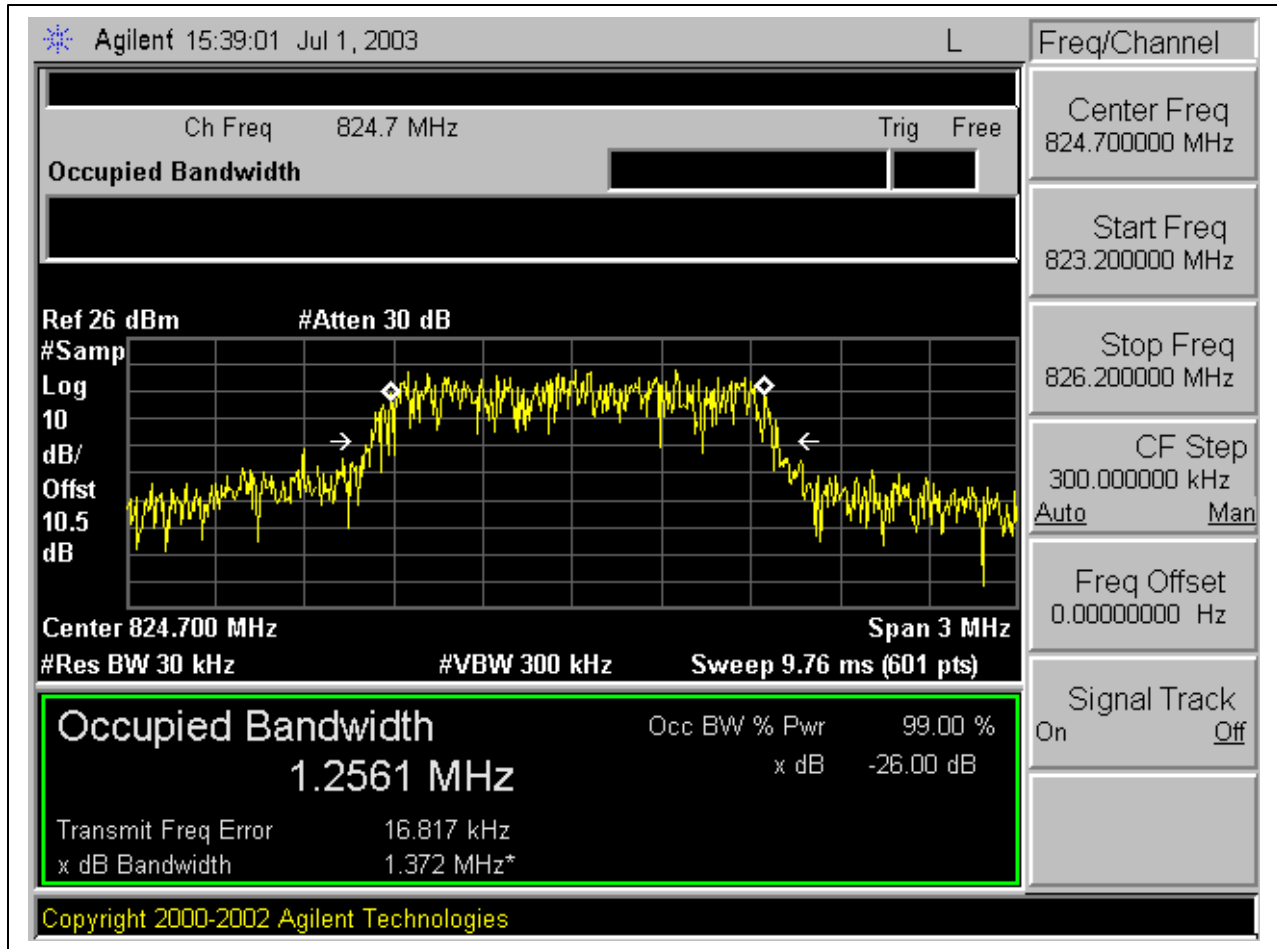 Agilent 15:39:01 Jul 1, 2003 L
Freq/Channel
Ch Freq 824.7 MHz Trig Free
Occupied Bandwidth
Center Freq
824.700000 MHz
Start Freq
823.200000 MHz
Stop Freq
826.200000 MHz
CF Step
300.000000 kHz
Auto Man
Freq Offset
0.00000000 Hz
Signal Track
On Off
Ref 26 dBm #Atten 30 dB
#Samp
Log
10
dB/
Offst
10.5
dB
Center 824.700 MHz Span 3 MHz
#Res BW 30 kHz #VBW 300 kHz Sweep 9.76 ms (601 pts)
Occupied Bandwidth
1.2561 MHz
Occ BW % Pwr 99.00 %
x dB -26.00 dB
Transmit Freq Error 16.817 kHz
x dB Bandwidth 1.372 MHz*
Copyright 2000-2002 Agilent Technologies